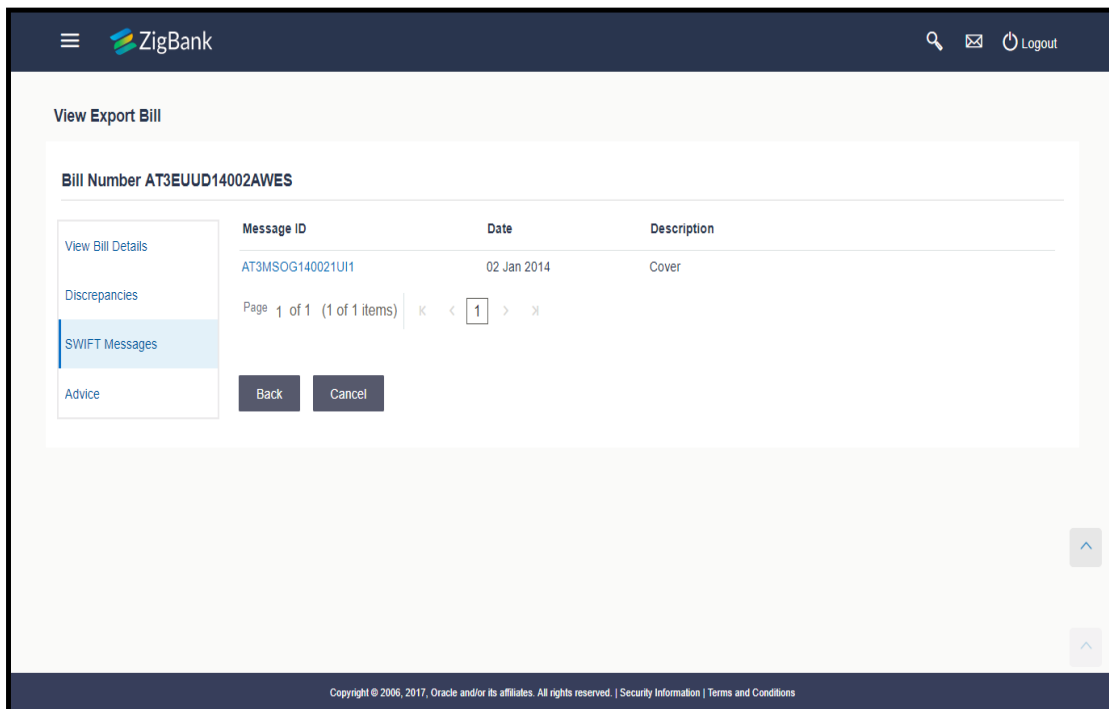 ZigBank
Logout
View Export Bill
Bill Number AT3EUUD14002AWES
View Bill Details
Discrepancies
SWIFT Messages
Advice
Message ID Date Description
AT3MSOG140021UI1 02 Jan 2014 Cover
Page 1 of 1 (1 of 1 items) 1
Back Cancel
Copyright © 2006, 2017, Oracle and/or its affiliates. All rights reserved. | Security Information | Terms and Conditions